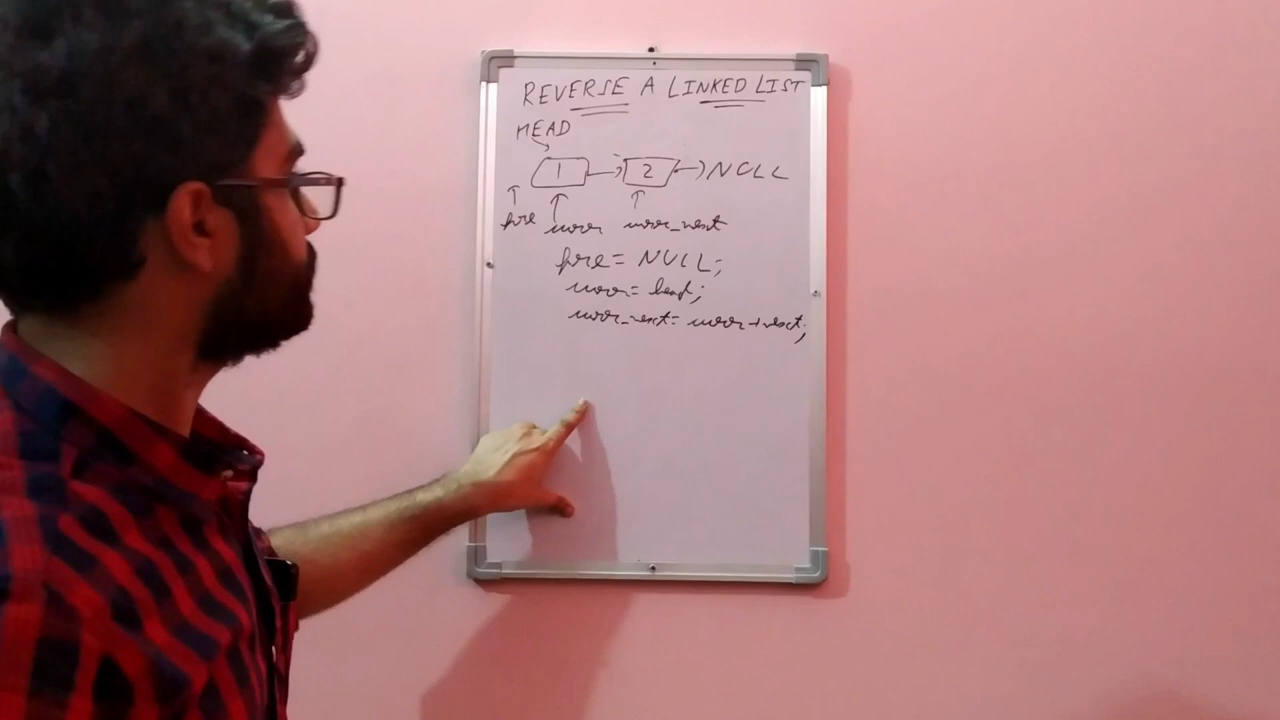 REVERSE A LINKED LIST
HEAD
1 → 2 → NULL
pre curr curr_next
pre = NULL;
curr = head;
curr_next = curr→next;